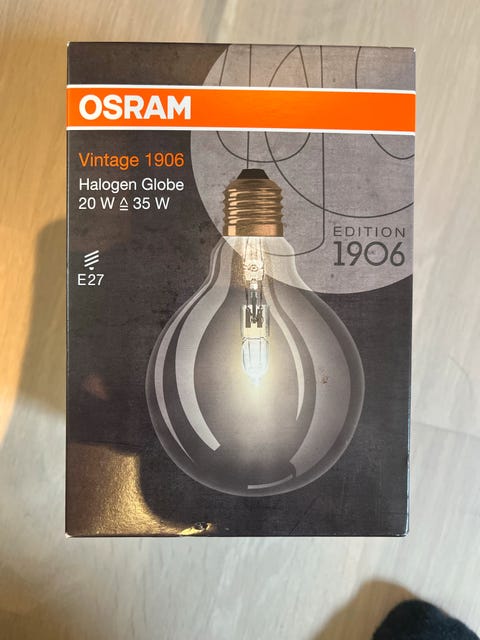 OSRAM
Vintage 1906
Halogen Globe
20 W ≙ 35 W
E27
EDITION
1906